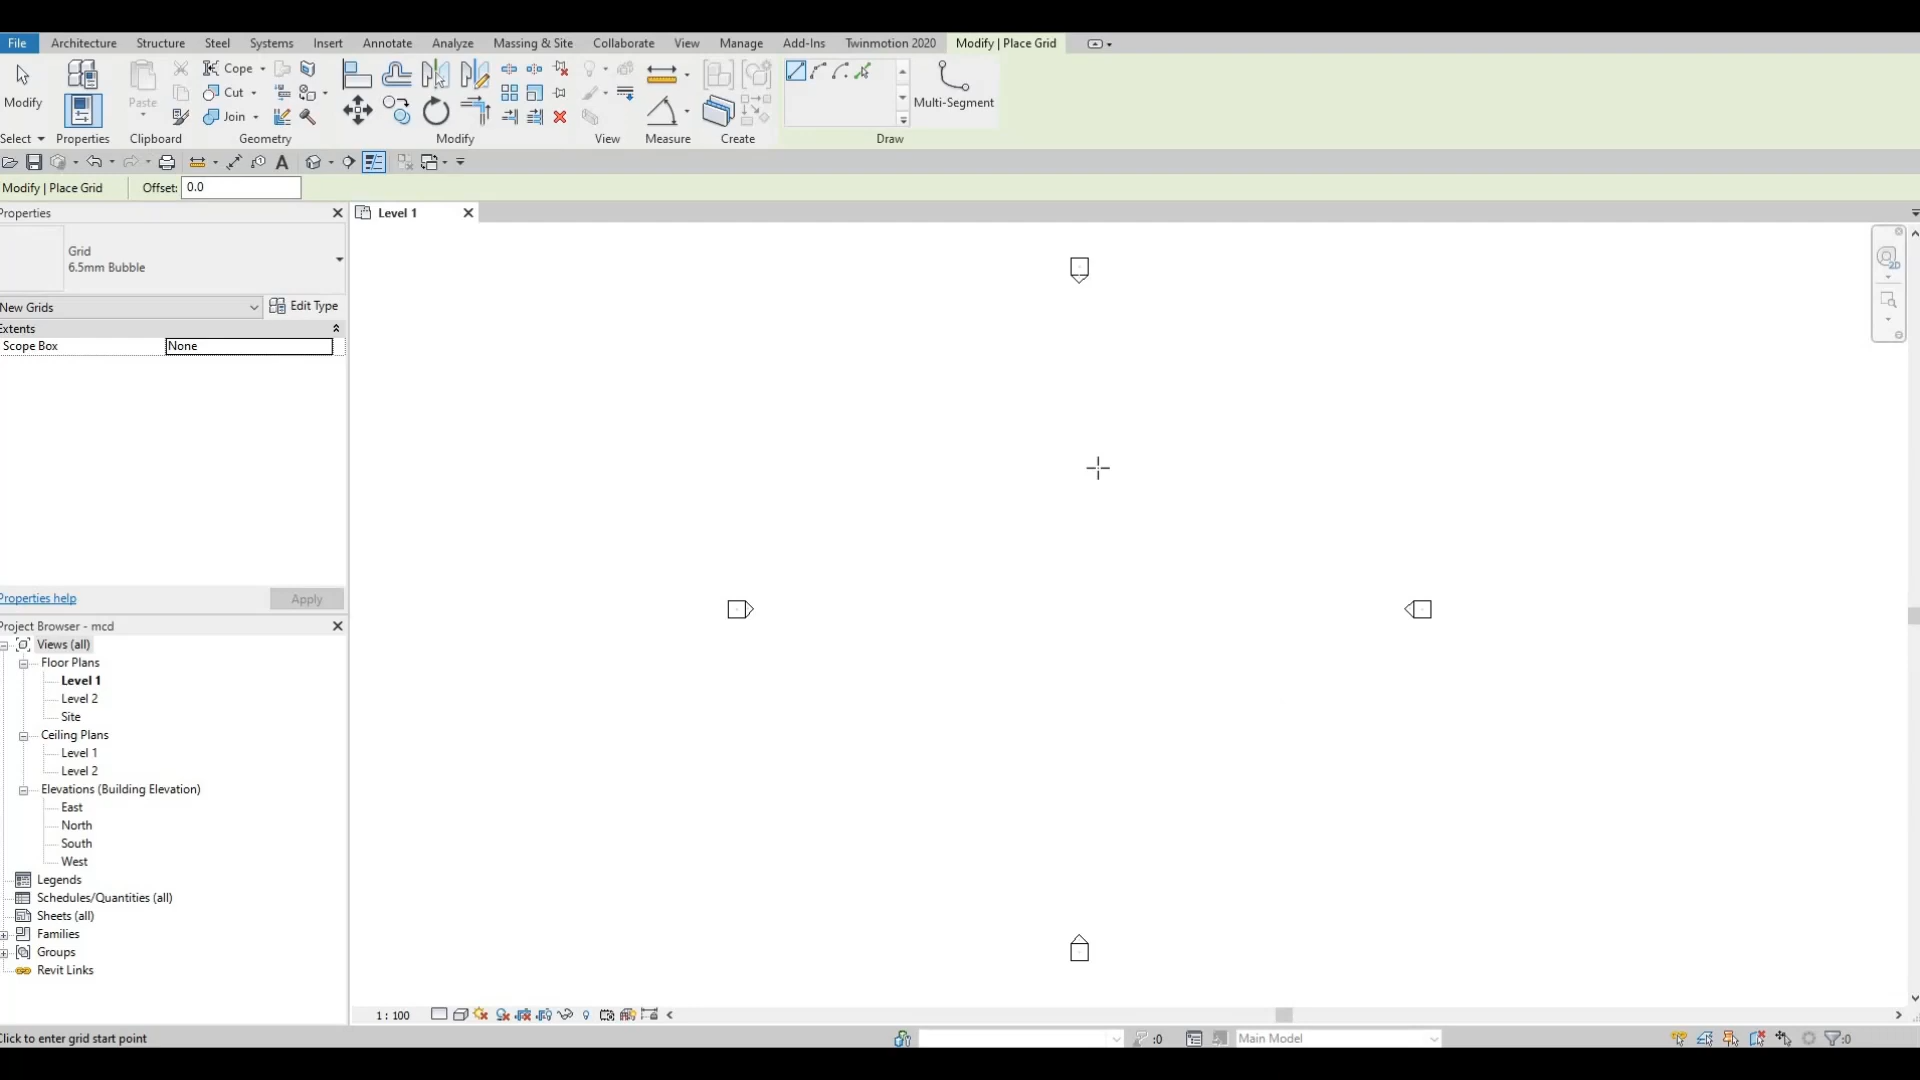 File Architecture Structure Steel Systems Insert Annotate Analyze Massing & Site Collaborate View Manage Add-Ins Twinmotion 2020 Modify | Place Grid
Cope
Modify Paste Cut Multi-Segment
Join
Select Properties Clipboard Geometry Modify View Measure Create Draw
A
Modify | Place Grid Offset: 0.0
Properties
Level 1
Grid
6.5mm Bubble
2D
New Grids Edit Type
Extents
Scope Box None
Properties help Apply
Project Browser - mcd
Views (all)
Floor Plans
Level 1
Level 2
Site
Ceiling Plans
Level 1
Level 2
Elevations (Building Elevation)
East
North
South
West
Legends
Schedules/Quantities (all)
Sheets (all)
Families
Groups
Revit Links
1 : 100
Click to enter grid start point :0 Main Model :0